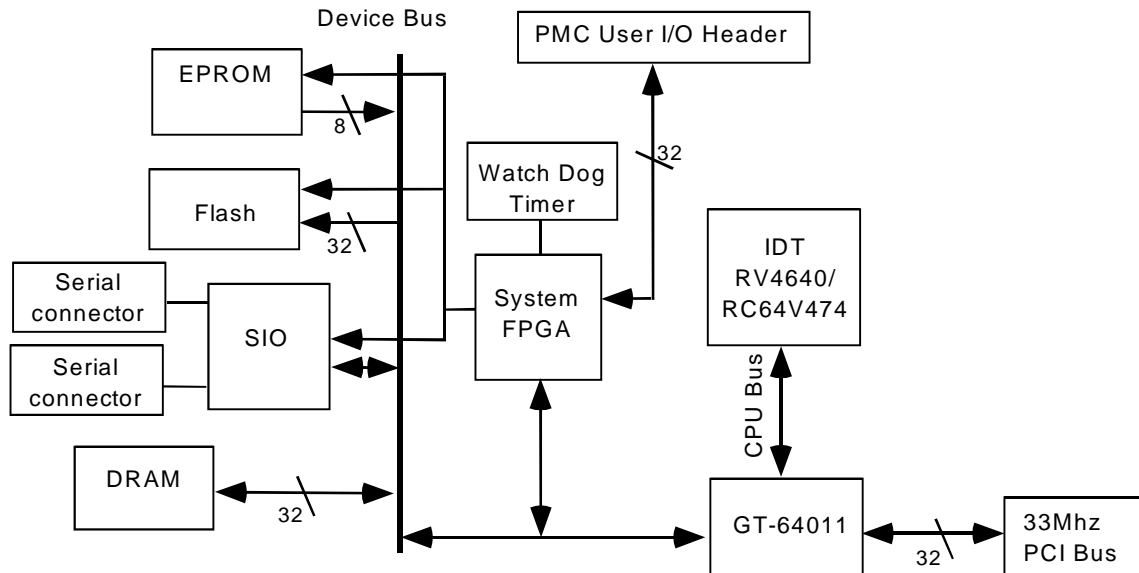 Device Bus
PMC User I/O Header
EPROM
8
32
Watch Dog
Timer
Flash
32
IDT
RV4640/
RC64V474
Serial
connector
SIO
System
FPGA
Serial
connector
CPU Bus
DRAM
32
GT-64011
32
33Mhz
PCI Bus